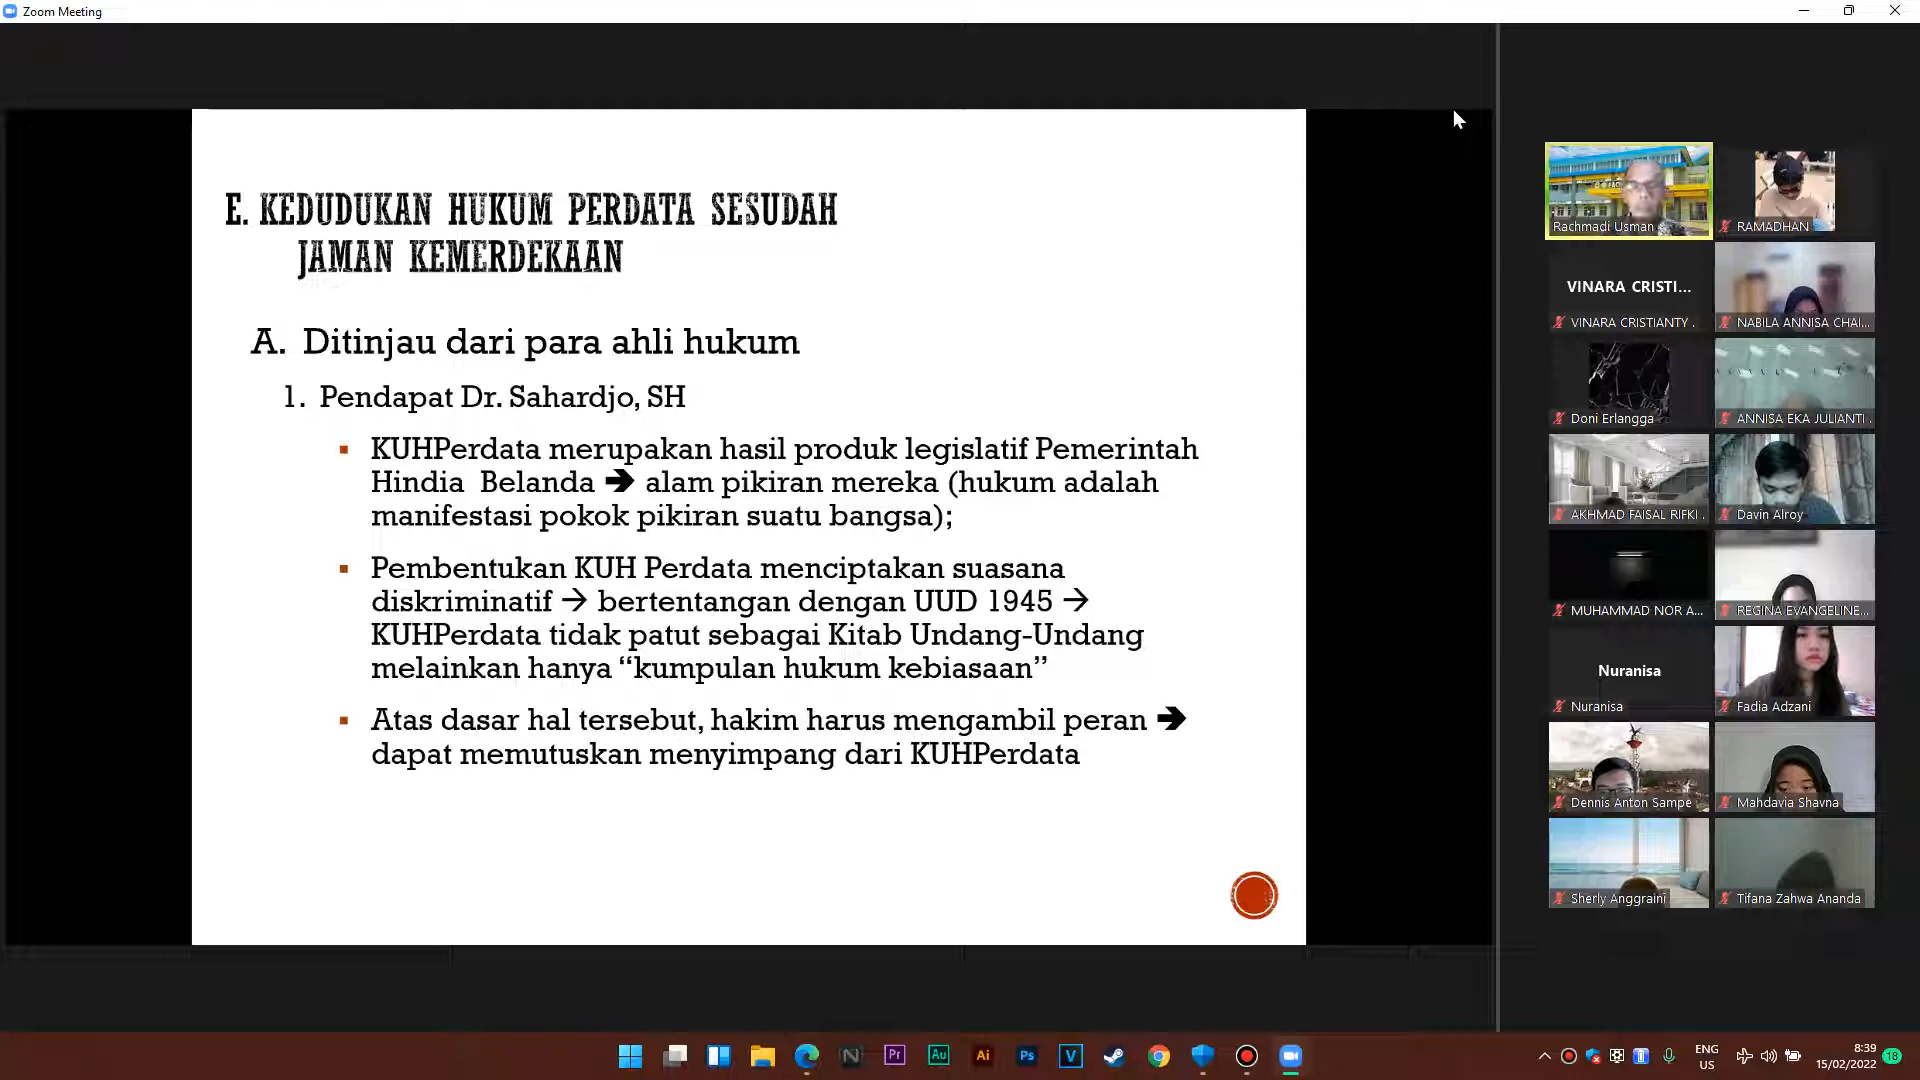 Zoom Meeting
E. KEDUDUKAN HUKUM PERDATA SESUDAH
JAMAN KEMERDEKAAN
A. Ditinjau dari para ahli hukum
1. Pendapat Dr. Sahardjo, SH
▪ KUHPerdata merupakan hasil produk legislatif Pemerintah
Hindia Belanda ➔ alam pikiran mereka (hukum adalah
manifestasi pokok pikiran suatu bangsa);
▪ Pembentukan KUH Perdata menciptakan suasana
diskriminatif → bertentangan dengan UUD 1945 →
KUHPerdata tidak patut sebagai Kitab Undang-Undang
melainkan hanya “kumpulan hukum kebiasaan”
▪ Atas dasar hal tersebut, hakim harus mengambil peran ➔
dapat memutuskan menyimpang dari KUHPerdata
Rachmadi Usman
RAMADHAN
VINARA CRISTI...
VINARA CRISTIANTY .
NABILA ANNISA CHAI...
Doni Erlangga
ANNISA EKA JULIANTI .
AKHMAD FAISAL RIFKI .
Davin Alroy
MUHAMMAD NOR A...
REGINA EVANGELINE...
Nuranisa
Nuranisa
Fadia Adzani
Dennis Anton Sampe
Mahdavia Shavna
Sherly Anggraini
Tifana Zahwa Ananda
N
Pr
Au
Ai
Ps
V
ENG
US
8:39
15/02/2022
18